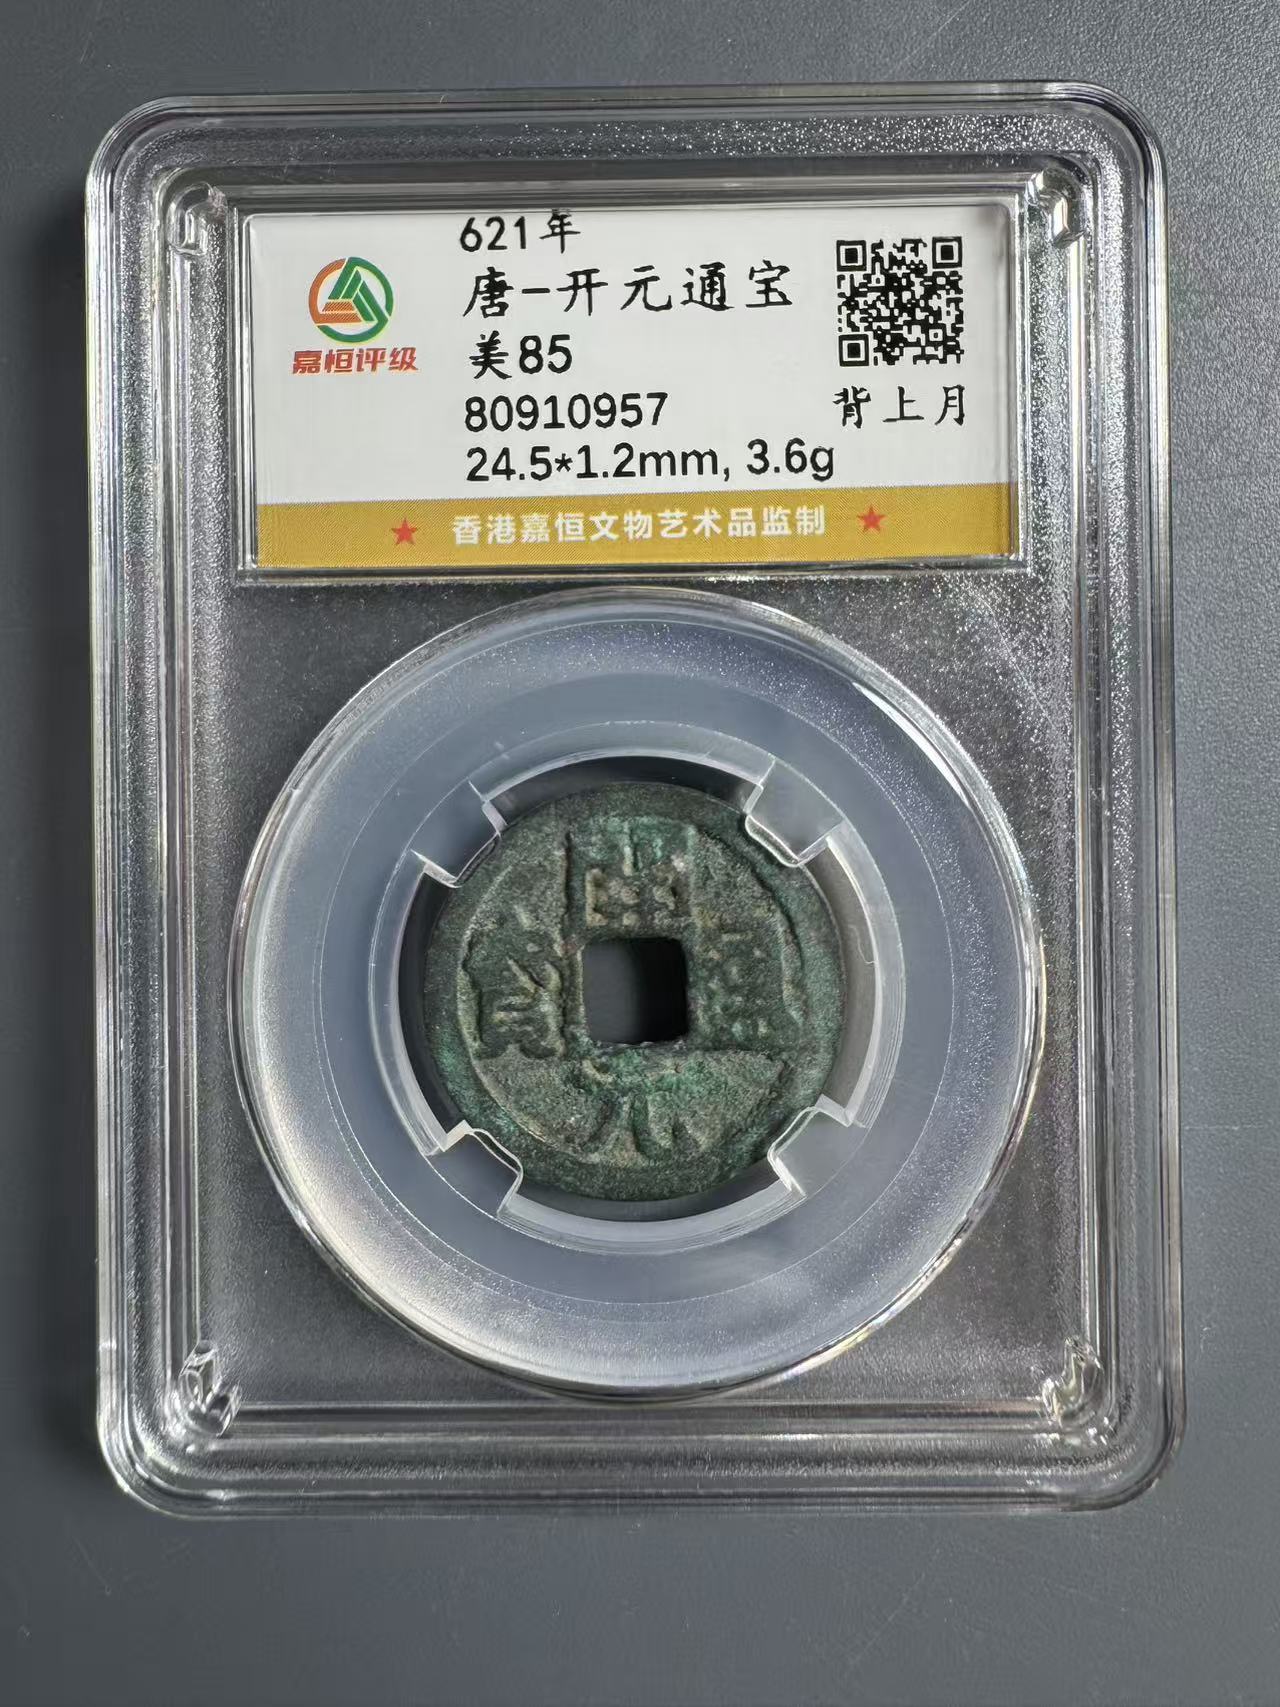 621年
唐-开元通宝
嘉恒评级
美85
80910957
背上月
24.5*1.2mm, 3.6g
★ 香港嘉恒文物艺术品监制 ★
開
通
寳
元